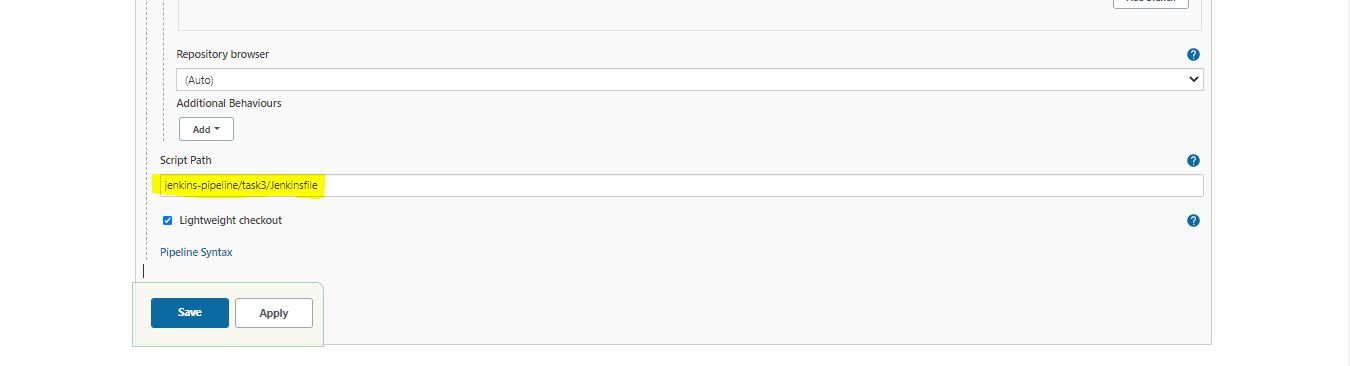 Repository browser
?
(Auto)
Additional Behaviours
Add
Script Path
?
jenkins-pipeline/task3/Jenkinsfile
Lightweight checkout
?
Pipeline Syntax
Save
Apply